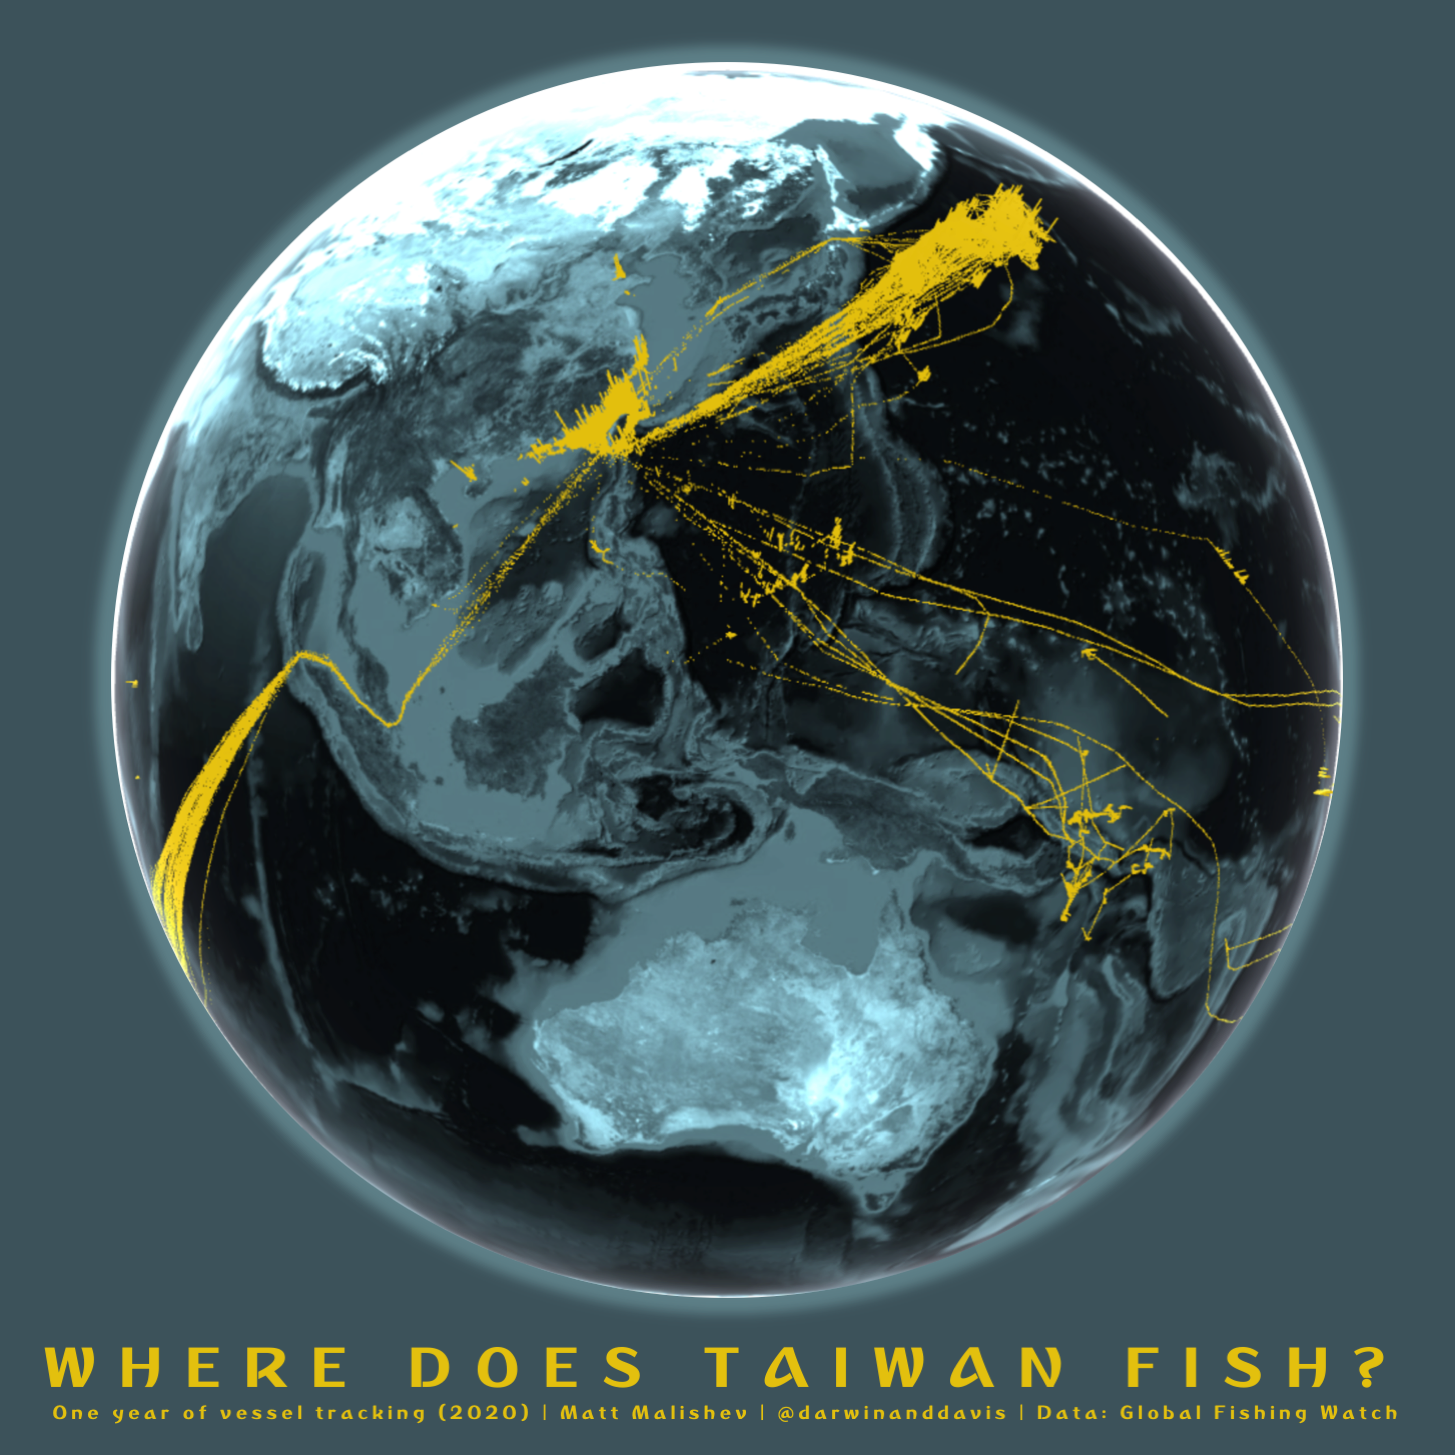 WHERE DOES TAIWAN FISH?
One year of vessel tracking (2020) | Matt Malishev | @darwinanddavis | Data: Global Fishing Watch